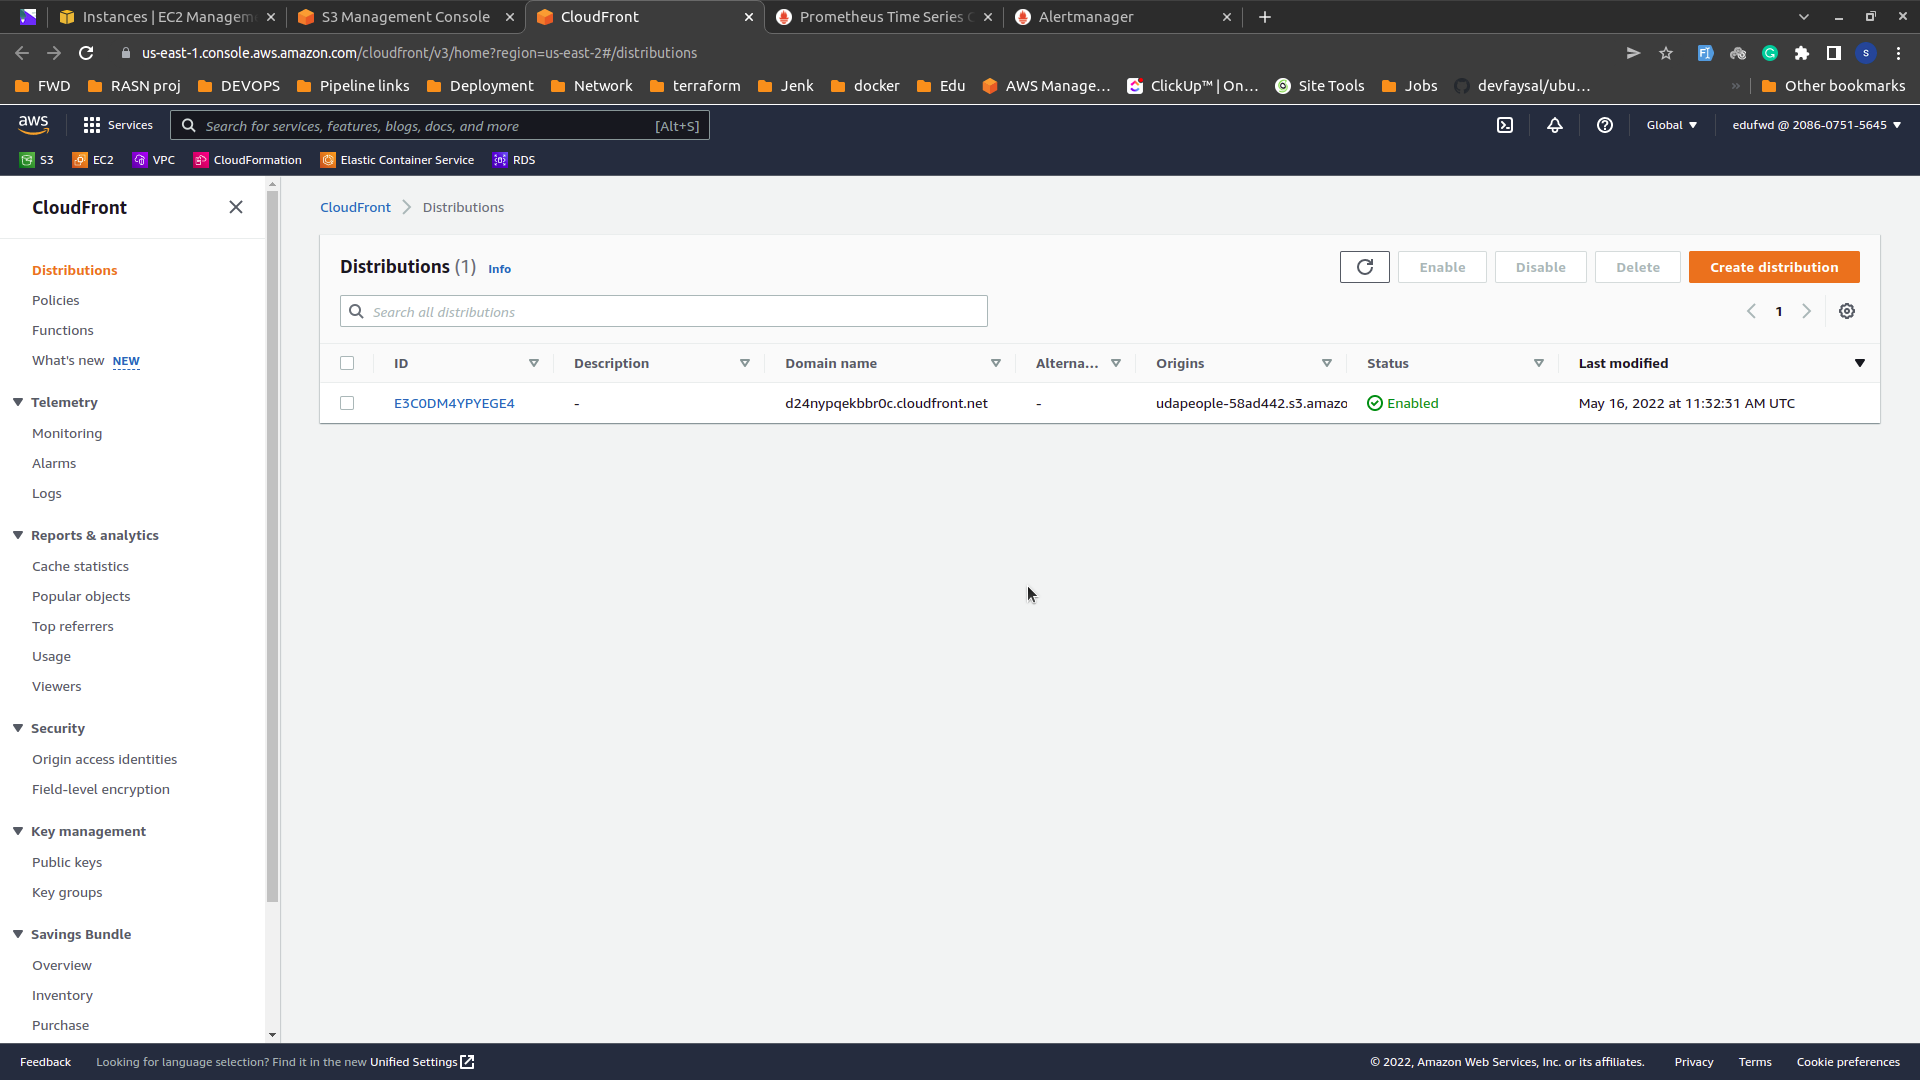 Instances | EC2 Managem
S3 Management Console
CloudFront
Prometheus Time Series C
Alertmanager
us-east-1.console.aws.amazon.com/cloudfront/v3/home?region=us-east-2#/distributions
S
FWD
RASN proj
DEVOPS
Pipeline links
Deployment
Network
terraform
Jenk
docker
Edu
AWS Manage...
ClickUp™ | On...
Site Tools
Jobs
devfaysal/ubu...
»
Other bookmarks
aws
Services
Search for services, features, blogs, docs, and more [Alt+S]
Global
edufwd @ 2086-0751-5645
S3
EC2
VPC
CloudFormation
Elastic Container Service
RDS
CloudFront
Distributions
Policies
Functions
What's new NEW
Telemetry
Monitoring
Alarms
Logs
Reports & analytics
Cache statistics
Popular objects
Top referrers
Usage
Viewers
Security
Origin access identities
Field-level encryption
Key management
Public keys
Key groups
Savings Bundle
Overview
Inventory
Purchase
CloudFront > Distributions
Distributions (1) Info
Enable
Disable
Delete
Create distribution
Search all distributions
1
ID Description Domain name Alterna... Origins Status Last modified
E3C0DM4YPYEGE4 - d24nypqekbbr0c.cloudfront.net - udapeople-58ad442.s3.amazo Enabled May 16, 2022 at 11:32:31 AM UTC
Feedback
Looking for language selection? Find it in the new Unified Settings
© 2022, Amazon Web Services, Inc. or its affiliates.
Privacy
Terms
Cookie preferences